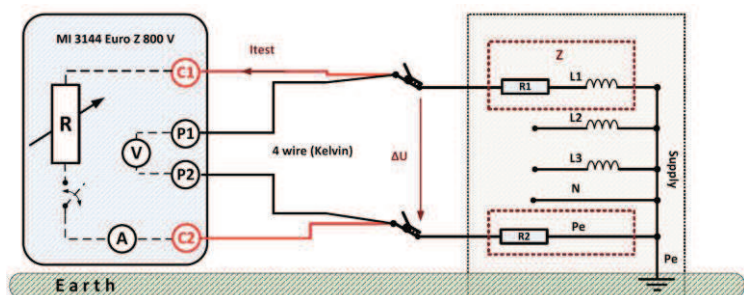 MI 3144 Euro Z 800 V
Itest
C1
Z
R1
L1
R
P1
L2
V
4 wire (Kelvin)
ΔU
P2
L3
Supply
N
A
C2
R2
Pe
Pe
Earth